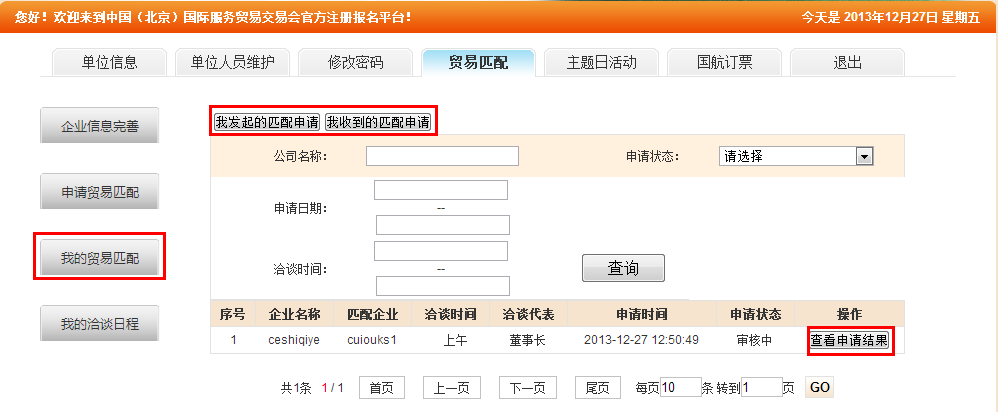 您好！欢迎来到中国（北京）国际服务贸易交易会官方注册报名平台！ 今天是 2013年12月27日 星期五
单位信息 单位人员维护 修改密码 贸易匹配 主题日活动 国航订票 退出
企业信息完善
申请贸易匹配
我的贸易匹配
我的洽谈日程
我发起的匹配申请 我收到的匹配申请
公司名称： 申请状态： 请选择
申请日期： --
洽谈时间： -- 查询
序号 企业名称 匹配企业 洽谈时间 洽谈代表 申请时间 申请状态 操作
1 ceshiqiye cuiouks1 上午 董事长 2013-12-27 12:50:49 审核中 查看申请结果
共1条 1 / 1 首页 上一页 下一页 尾页 每页10条 转到1页 GO